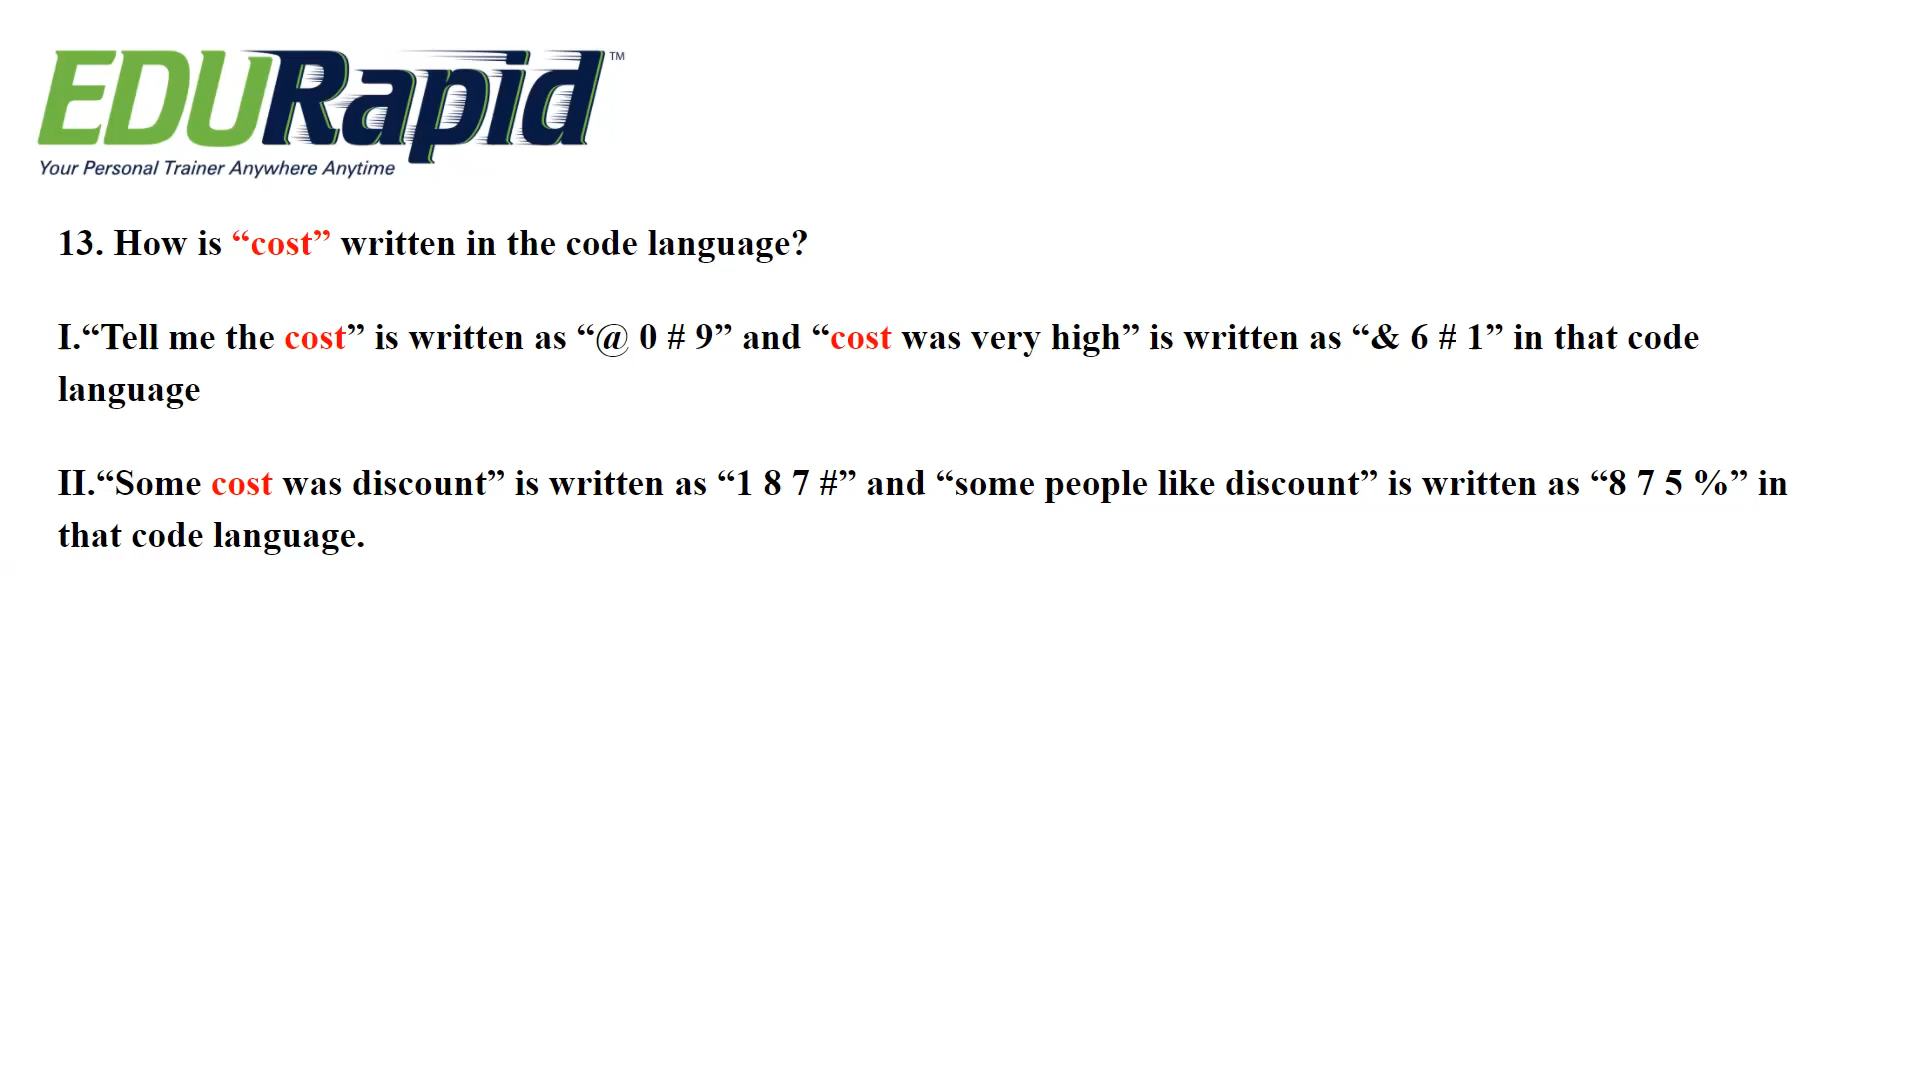 EDURapid™
Your Personal Trainer Anywhere Anytime
13. How is “cost” written in the code language?
I.“Tell me the cost” is written as “@ 0 # 9” and “cost was very high” is written as “& 6 # 1” in that code
language
II.“Some cost was discount” is written as “1 8 7 #” and “some people like discount” is written as “8 7 5 %” in
that code language.